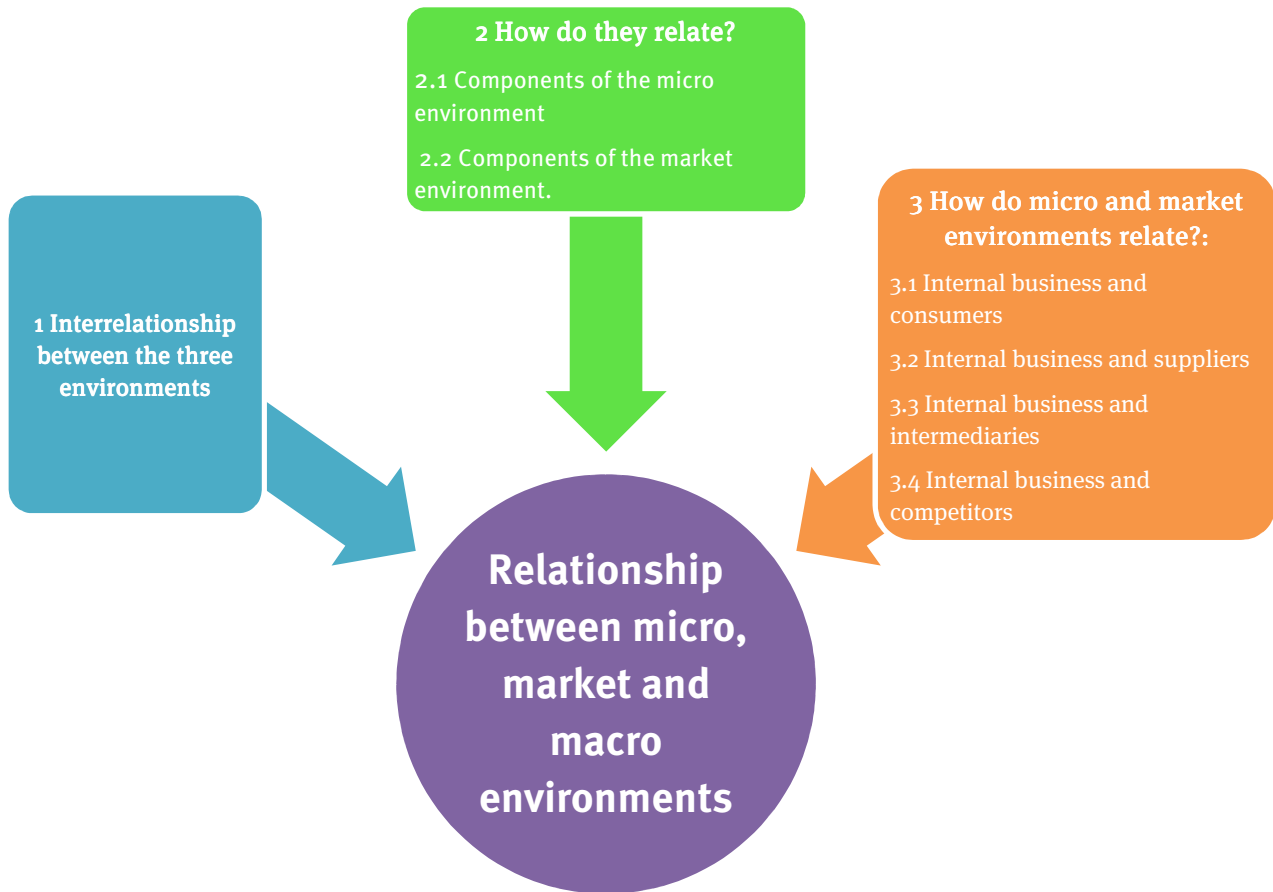 1 Interrelationship
between the three
environments
2 How do they relate?
2.1 Components of the micro
environment
2.2 Components of the market
environment.
3 How do micro and market
environments relate?:
3.1 Internal business and
consumers
3.2 Internal business and suppliers
3.3 Internal business and
intermediaries
3.4 Internal business and
competitors
Relationship
between micro,
market and
macro
environments